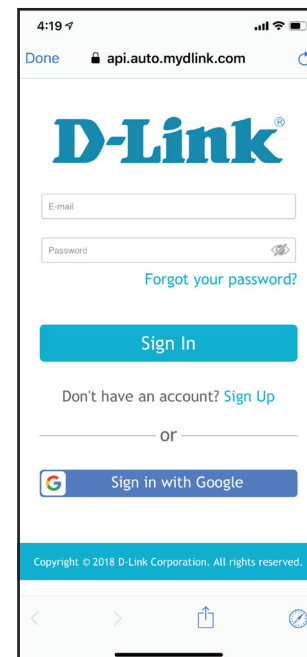 4:19
Done api.auto.mydlink.com
D-Link®
E-mail
Password
Forgot your password?
Sign In
Don't have an account? Sign Up
or
G Sign in with Google
Copyright © 2018 D-Link Corporation. All rights reserved.